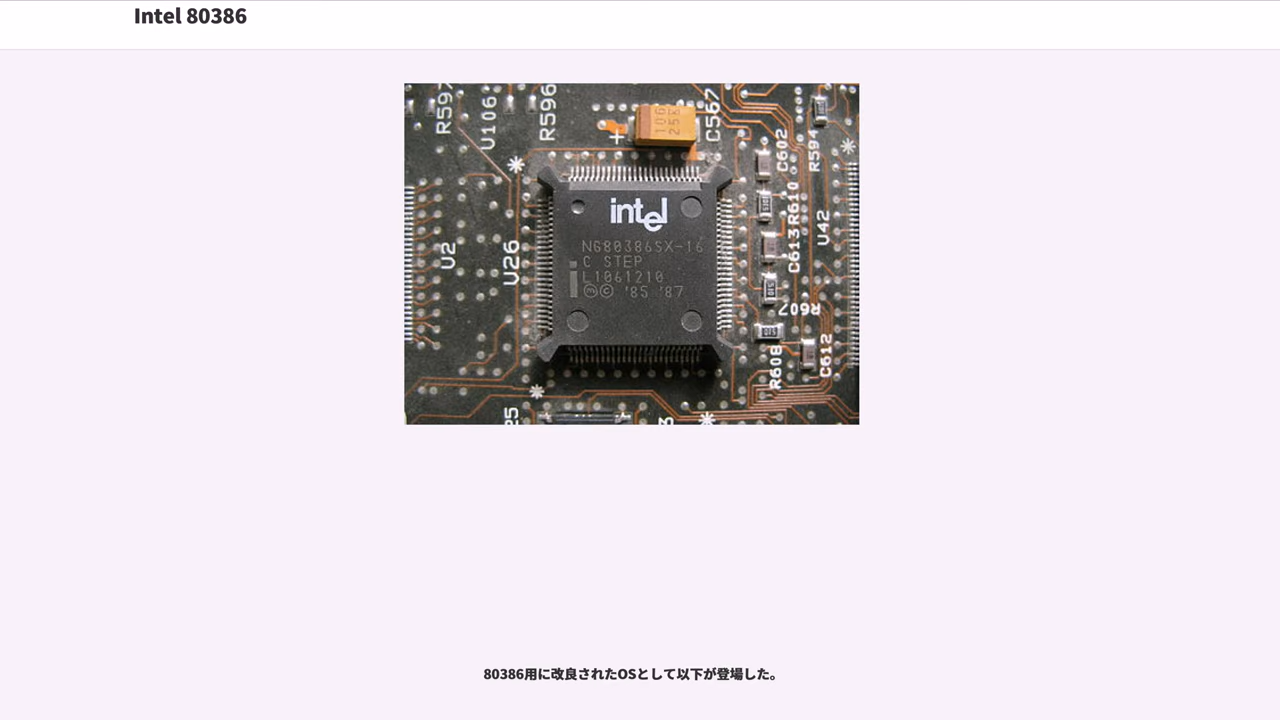 Intel 80386
R597
U106
R596
106
25K
C567
C602
R594
intel
NG80386SX-16
C STEP
L1061210
i
Ⓜ © '85 '87
U2
U26
R610
C613
U42
R607
R608
C612
80386用に改良されたOSとして以下が登場した。